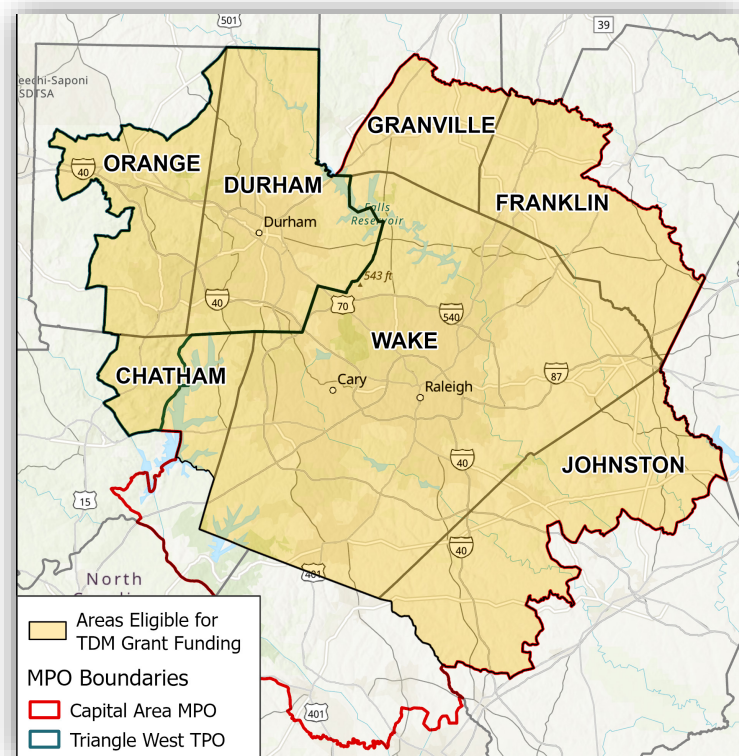 501
39
eechi-Saponi
SDTSA
GRANVILLE
ORANGE
40
DURHAM
FRANKLIN
Falls
Reservoir
Durham
543 ft
40
70
540
WAKE
CHATHAM
87
Cary
Raleigh
40
JOHNSTON
15
40
North
401
Areas Eligible for
TDM Grant Funding
MPO Boundaries
Capital Area MPO
Triangle West TPO
401